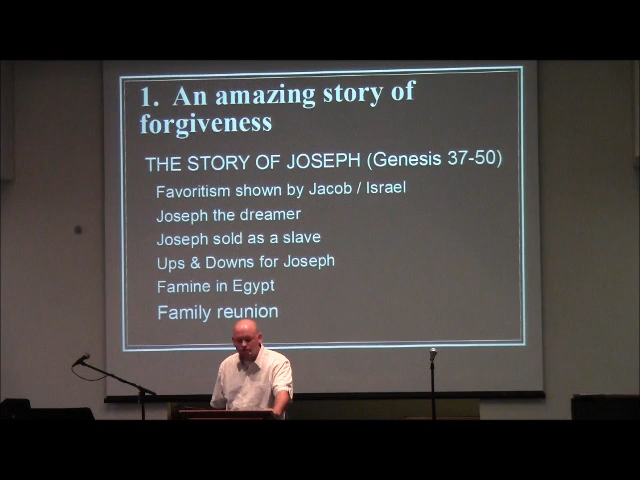 1. An amazing story of
forgiveness
THE STORY OF JOSEPH (Genesis 37-50)
Favoritism shown by Jacob / Israel
Joseph the dreamer
Joseph sold as a slave
Ups & Downs for Joseph
Famine in Egypt
Family reunion